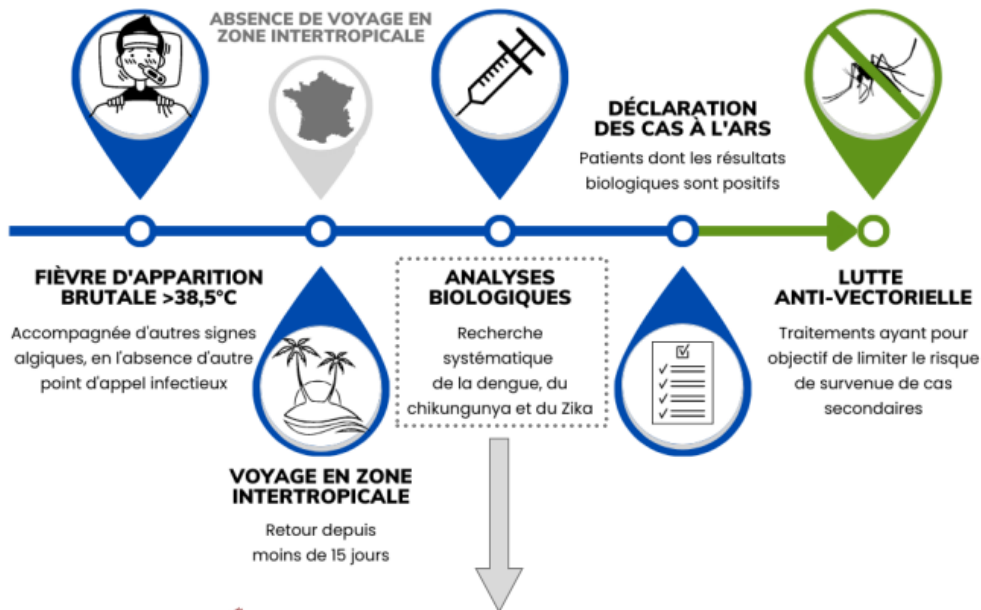 ABSENCE DE VOYAGE EN
ZONE INTERTROPICALE
DÉCLARATION
DES CAS À L'ARS
Patients dont les résultats
biologiques sont positifs
FIÈVRE D'APPARITION
BRUTALE >38,5°C
Accompagnée d'autres signes
algiques, en l'absence d'autre
point d'appel infectieux
VOYAGE EN ZONE
INTERTROPICALE
Retour depuis
moins de 15 jours
ANALYSES
BIOLOGIQUES
Recherche
systématique
de la dengue, du
chikungunya et du Zika
LUTTE
ANTI-VECTORIELLE
Traitements ayant pour
objectif de limiter le risque
de survenue de cas
secondaires